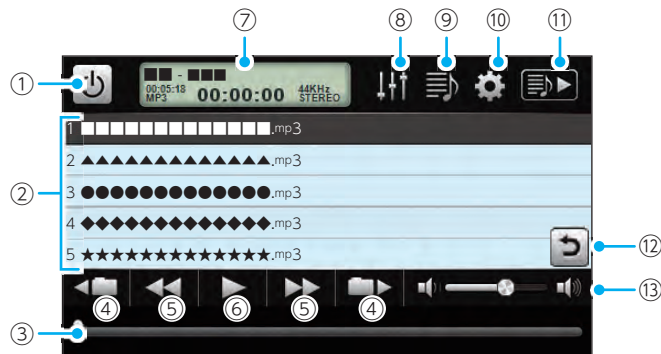 ⑦ ⑧ ⑨ ⑩ ⑪
①
■■ - ■■■
00:05:18
MP3 00:00:00 44KHz
STEREO
②
1 ■■■■■■■■■■■■■.mp3
2 ▲▲▲▲▲▲▲▲▲▲▲▲▲.mp3
3 ●●●●●●●●●●●●●.mp3
4 ◆◆◆◆◆◆◆◆◆◆◆◆◆.mp3
5 ★★★★★★★★★★★★★.mp3
⑫
④ ⑤ ⑥ ⑤ ④ ⑬
③